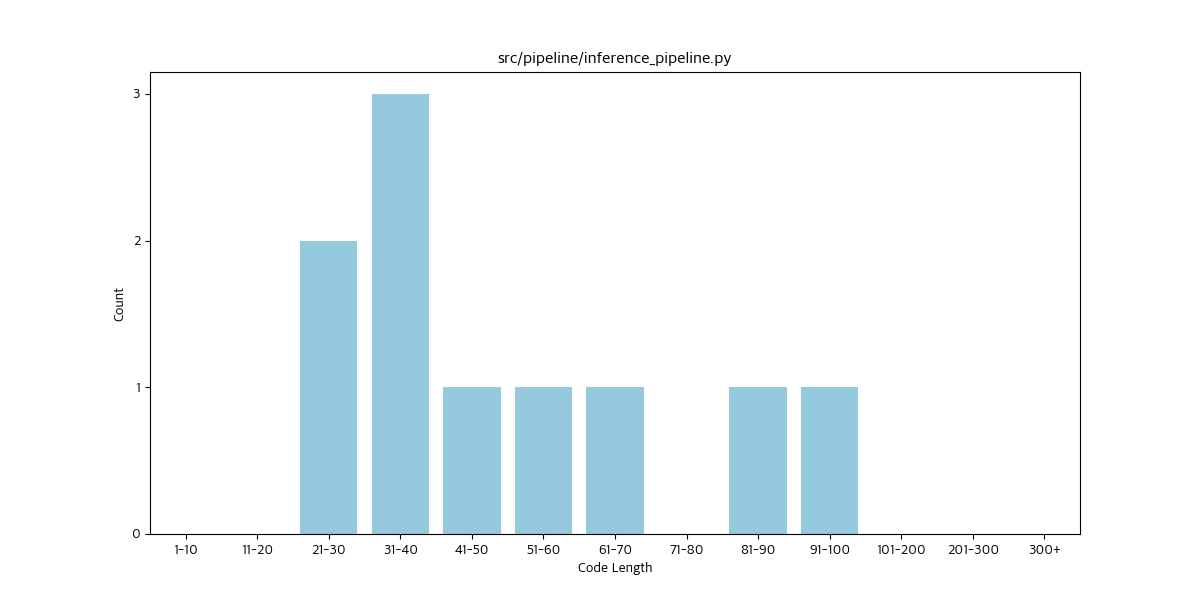 src/pipeline/inference_pipeline.py
3
2
1
0
Count
1-10 11-20 21-30 31-40 41-50 51-60 61-70 71-80 81-90 91-100 101-200 201-300 300+
Code Length